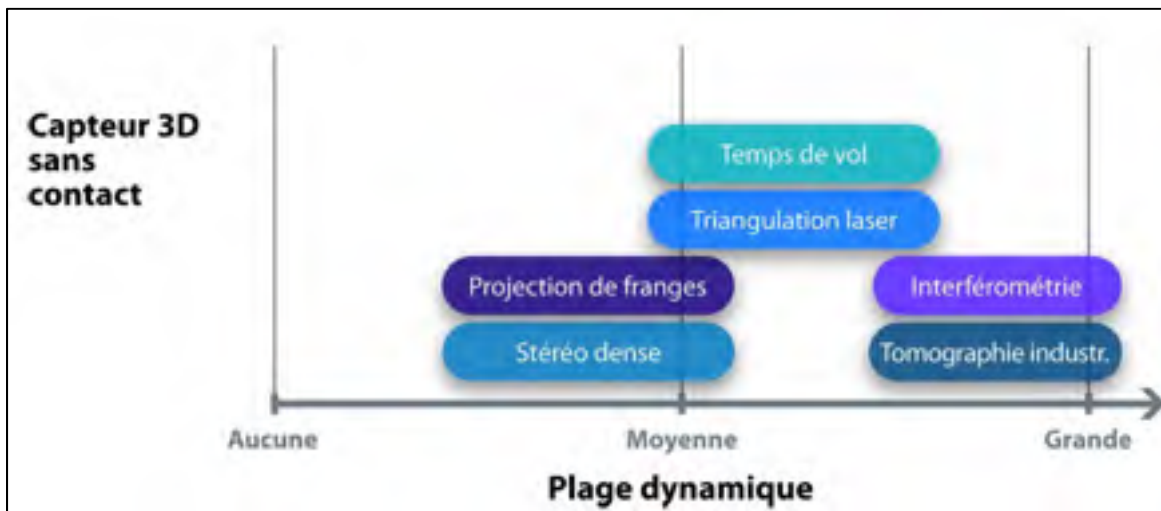 Capteur 3D
sans
contact
Temps de vol
Triangulation laser
Projection de franges
Interférométrie
Stéréo dense
Tomographie industr.
Aucune
Moyenne
Grande
Plage dynamique